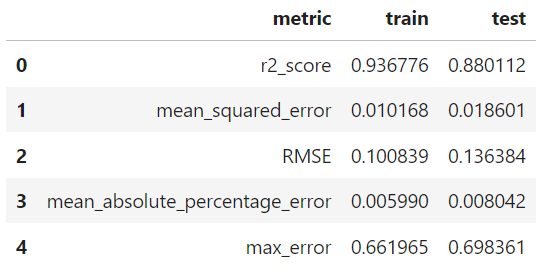 metric train test
0 r2_score 0.936776 0.880112
1 mean_squared_error 0.010168 0.018601
2 RMSE 0.100839 0.136384
3 mean_absolute_percentage_error 0.005990 0.008042
4 max_error 0.661965 0.698361